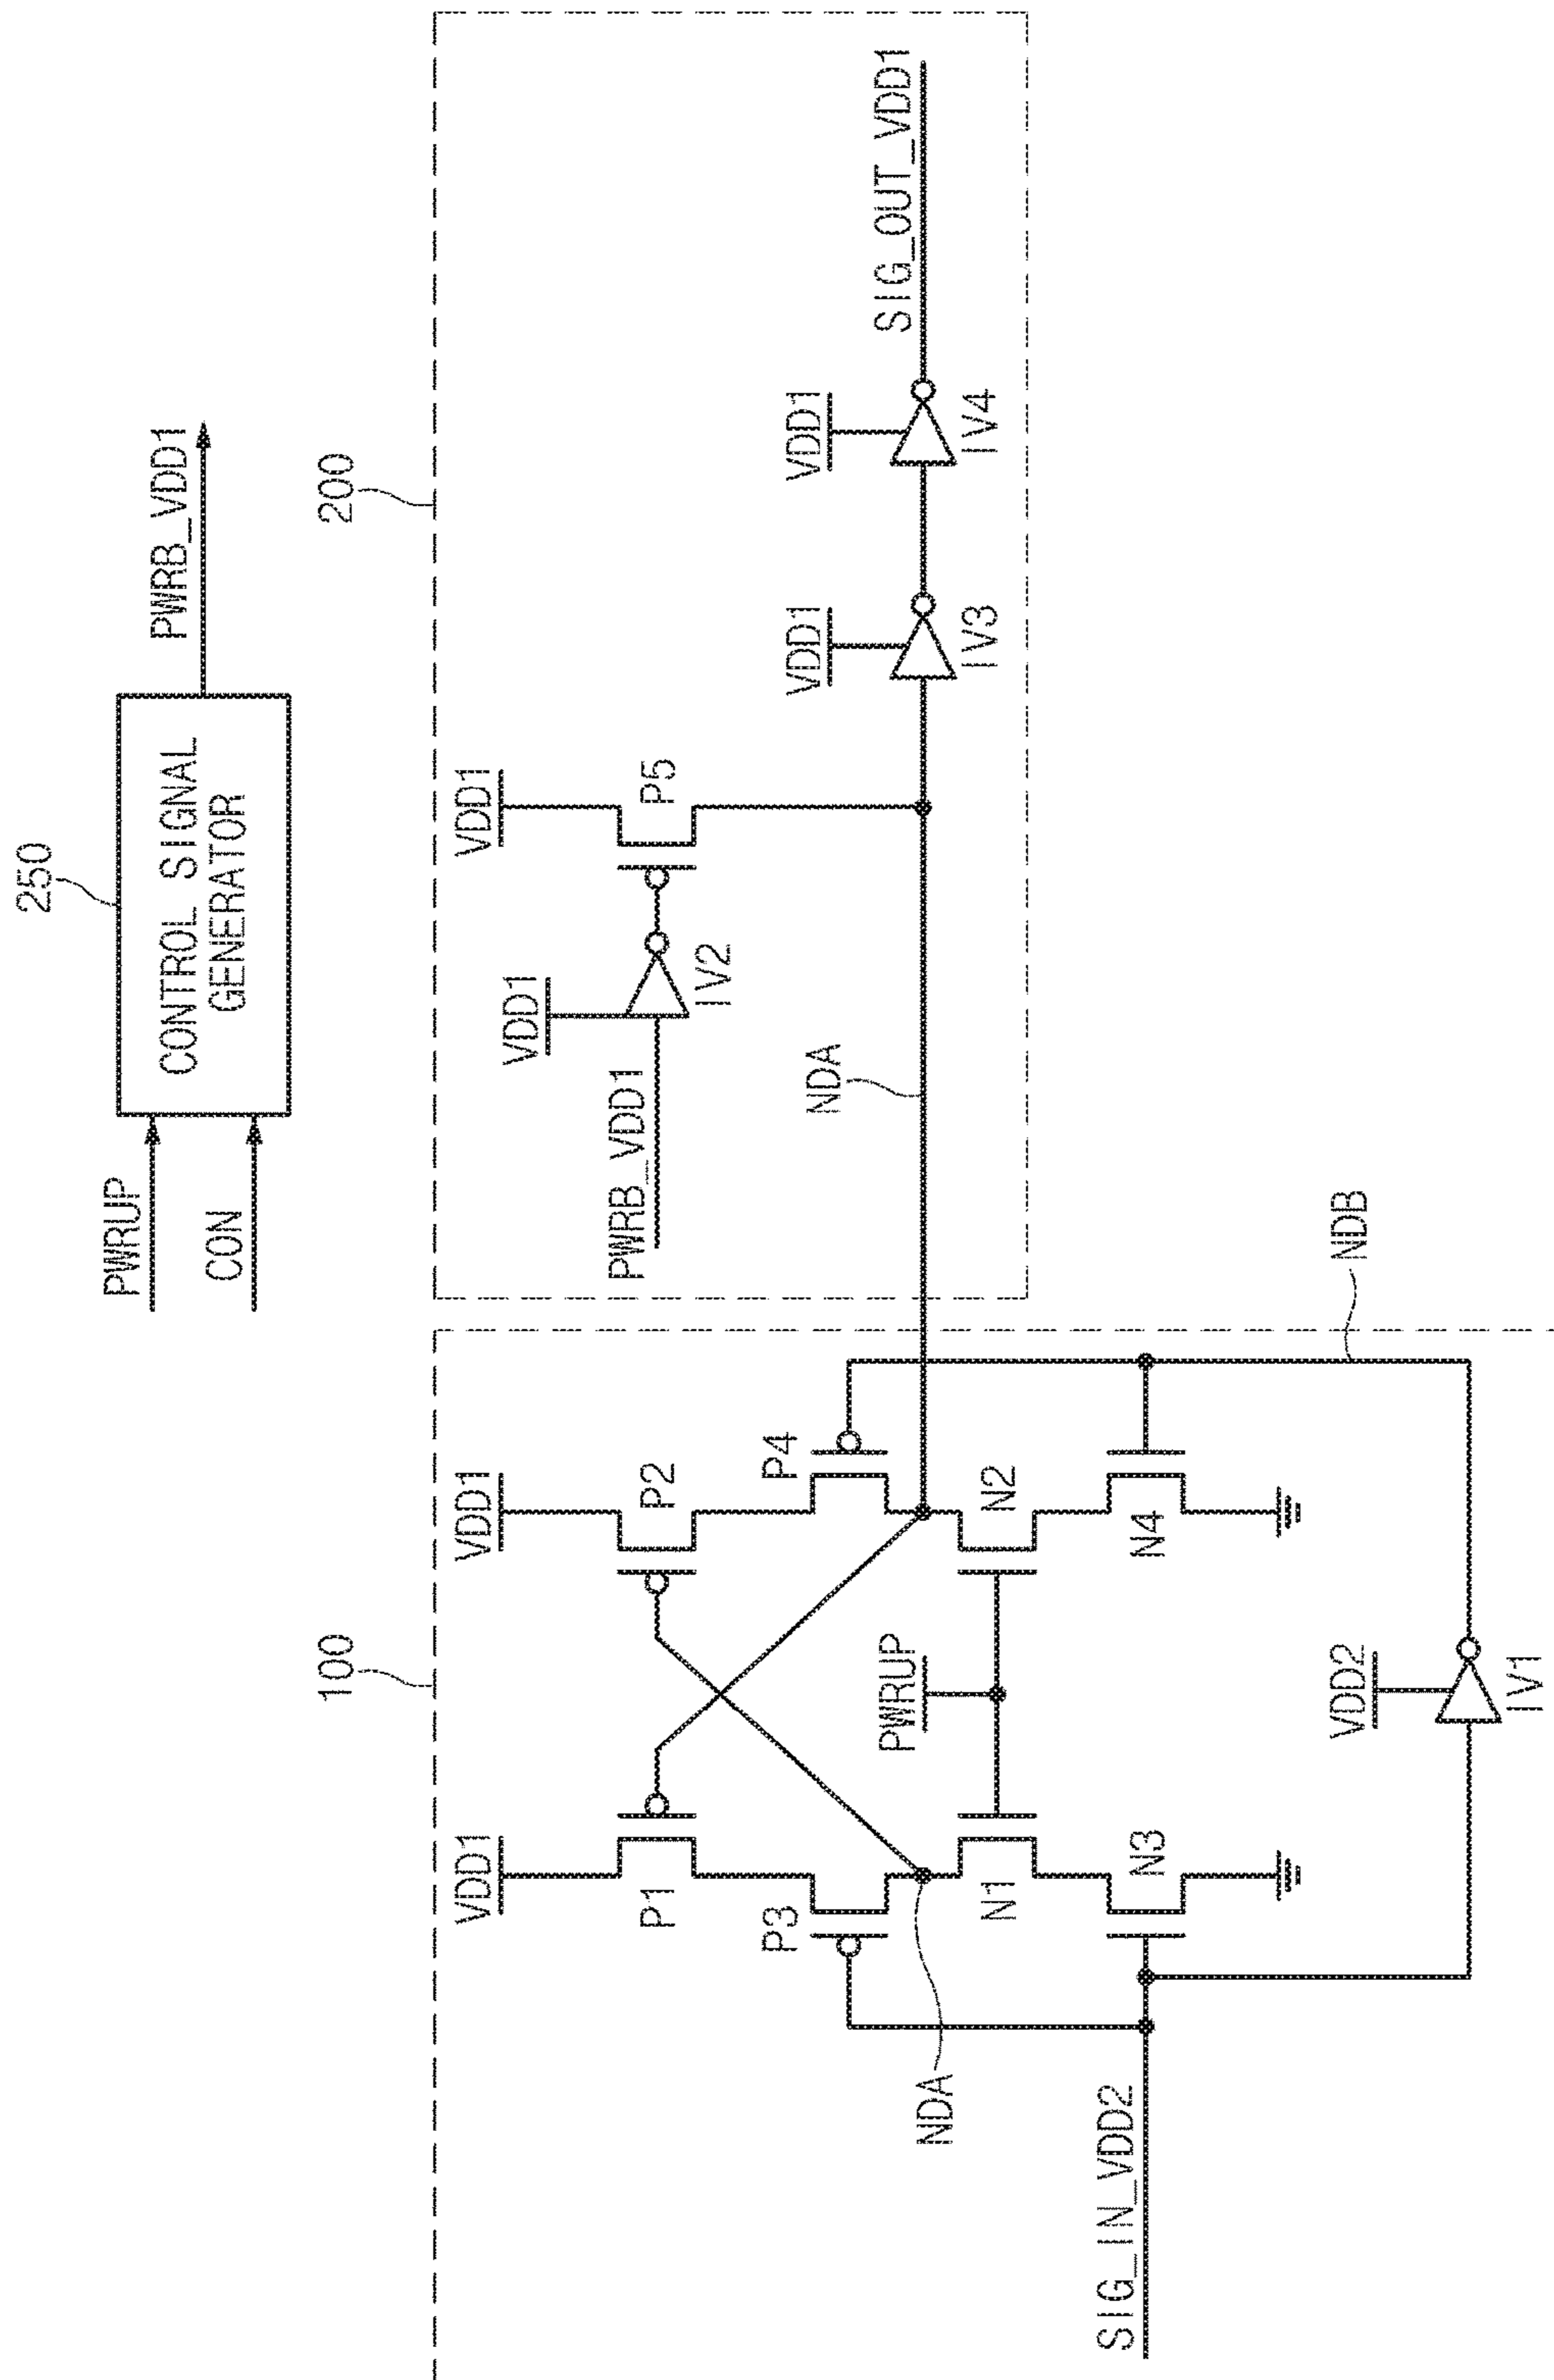 250
PWRUP
CON
CONTROL SIGNAL
GENERATOR
PWRB_VDD1
100
VDD1
VDD1
P1
P2
P3
P4
NDA
PWRUP
N1
N2
N3
N4
SIG_IN_VDD2
VDD2
IV1
NDB
200
VDD1
VDD1
PWRB_VDD1
IV2
P5
NDA
VDD1
VDD1
IV3
IV4
SIG_OUT_VDD1